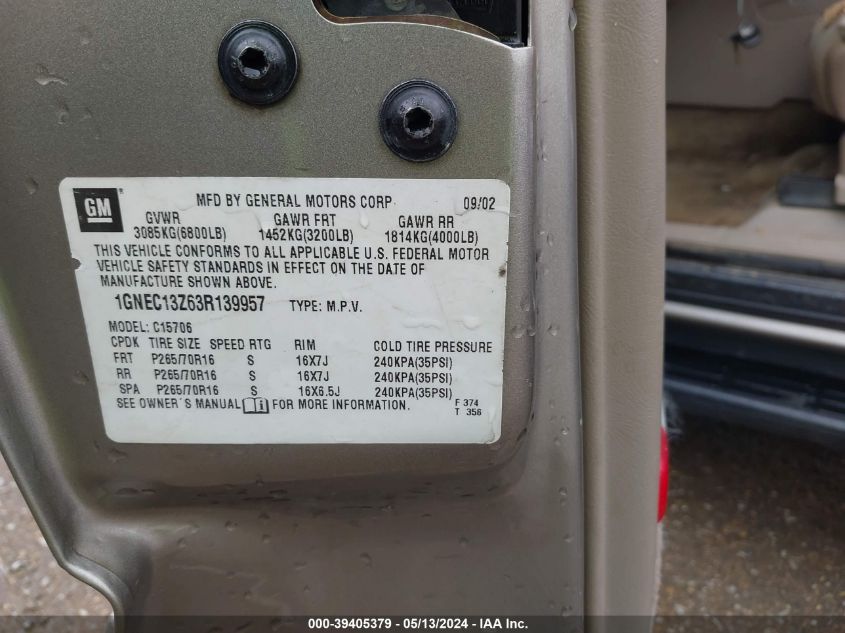 GM
MFD BY GENERAL MOTORS CORP 09/02
GVWR GAWR FRT GAWR RR
3085KG(6800LB) 1452KG(3200LB) 1814KG(4000LB)
THIS VEHICLE CONFORMS TO ALL APPLICABLE U.S. FEDERAL MOTOR
VEHICLE SAFETY STANDARDS IN EFFECT ON THE DATE OF
MANUFACTURE SHOWN ABOVE.
1GNEC13Z63R139957 TYPE: M.P.V.
MODEL: C15706
CPDK TIRE SIZE SPEED RTG RIM COLD TIRE PRESSURE
FRT P265/70R16 S 16X7J 240KPA(35PSI)
RR P265/70R16 S 16X7J 240KPA(35PSI)
SPA P265/70R16 S 16X6.5J 240KPA(35PSI)
SEE OWNER´S MANUAL FOR MORE INFORMATION.
F 374
T 356
000-39405379 - 05/13/2024 - IAA Inc.